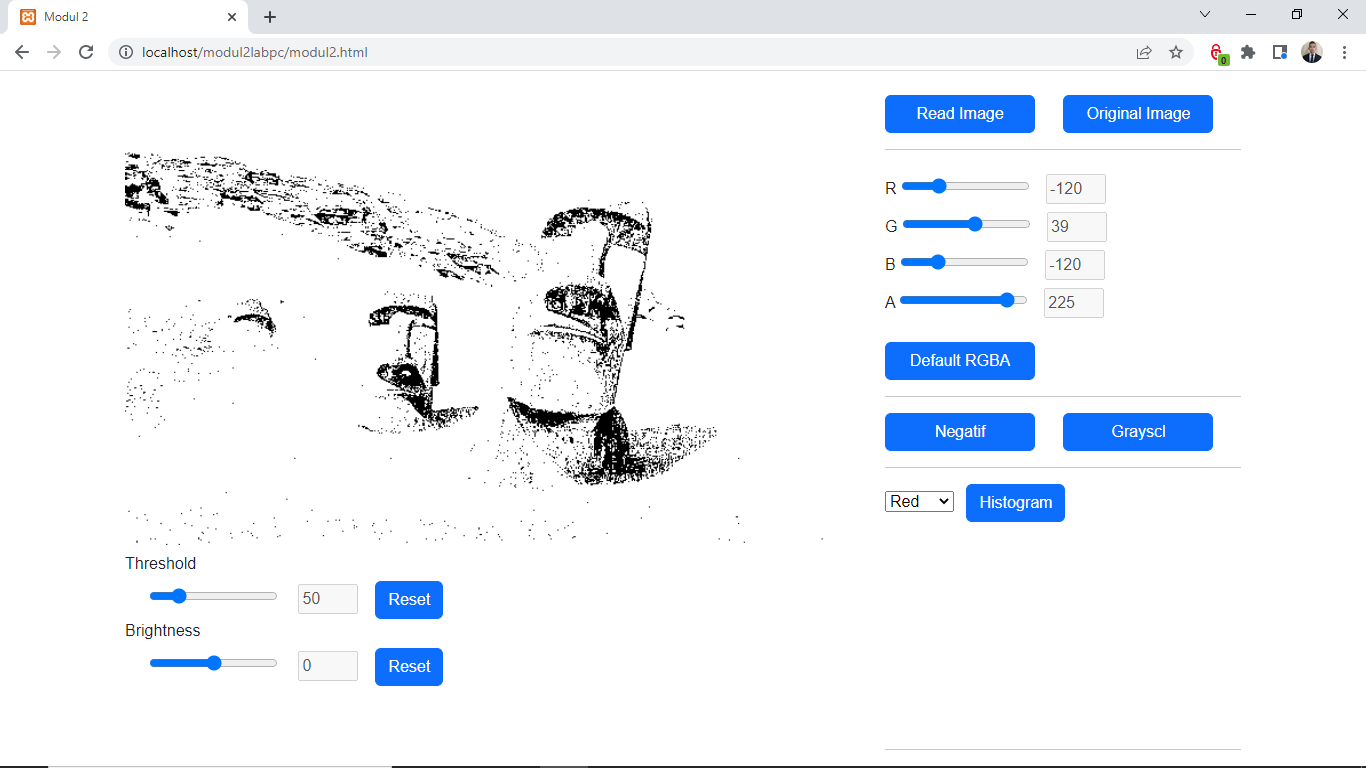 Modul 2
localhost/modul2labpc/modul2.html
0
Read Image Original Image
R -120
G 39
B -120
A 225
Default RGBA
Negatif Grayscl
Red Histogram
Threshold
50 Reset
Brightness
0 Reset